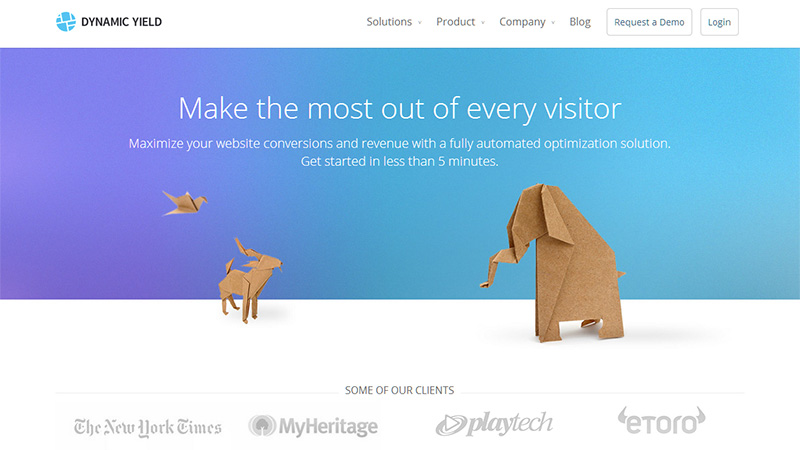 DYNAMIC YIELD
Solutions Product Company Blog Request a Demo Login
Make the most out of every visitor
Maximize your website conversions and revenue with a fully automated optimization solution.
Get started in less than 5 minutes.
SOME OF OUR CLIENTS
The New York Times MyHeritage playtech eToro